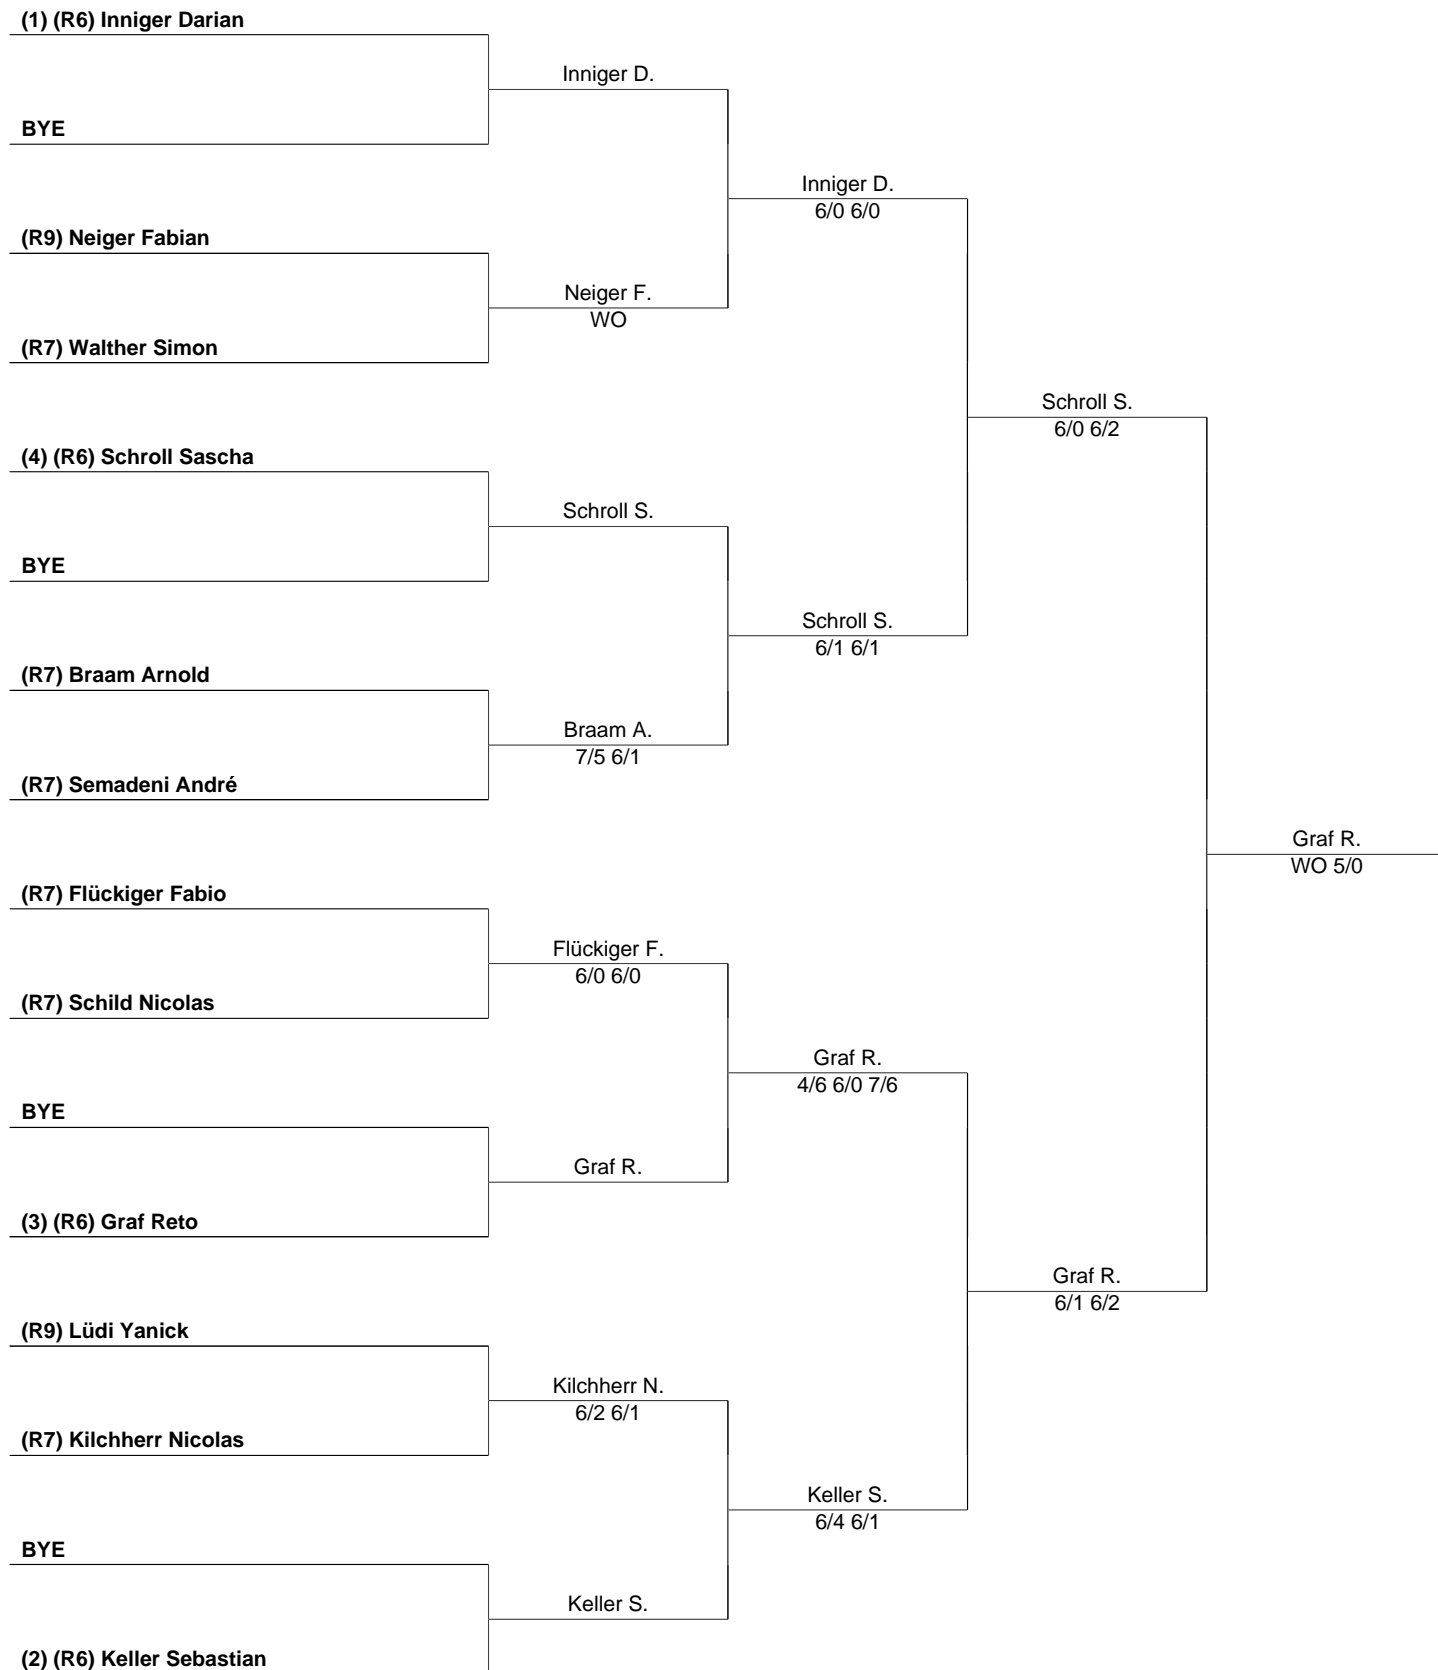 (1) (R6) Inniger Darian
Inniger D.
BYE
Inniger D.
6/0 6/0
(R9) Neiger Fabian
Neiger F.
WO
(R7) Walther Simon
Schroll S.
6/0 6/2
(4) (R6) Schroll Sascha
Schroll S.
BYE
Schroll S.
6/1 6/1
(R7) Braam Arnold
Braam A.
7/5 6/1
(R7) Semadeni André
Graf R.
WO 5/0
(R7) Flückiger Fabio
Flückiger F.
6/0 6/0
(R7) Schild Nicolas
Graf R.
4/6 6/0 7/6
BYE
Graf R.
(3) (R6) Graf Reto
Graf R.
6/1 6/2
(R9) Lüdi Yanick
Kilchherr N.
6/2 6/1
(R7) Kilchherr Nicolas
Keller S.
6/4 6/1
BYE
Keller S.
(2) (R6) Keller Sebastian